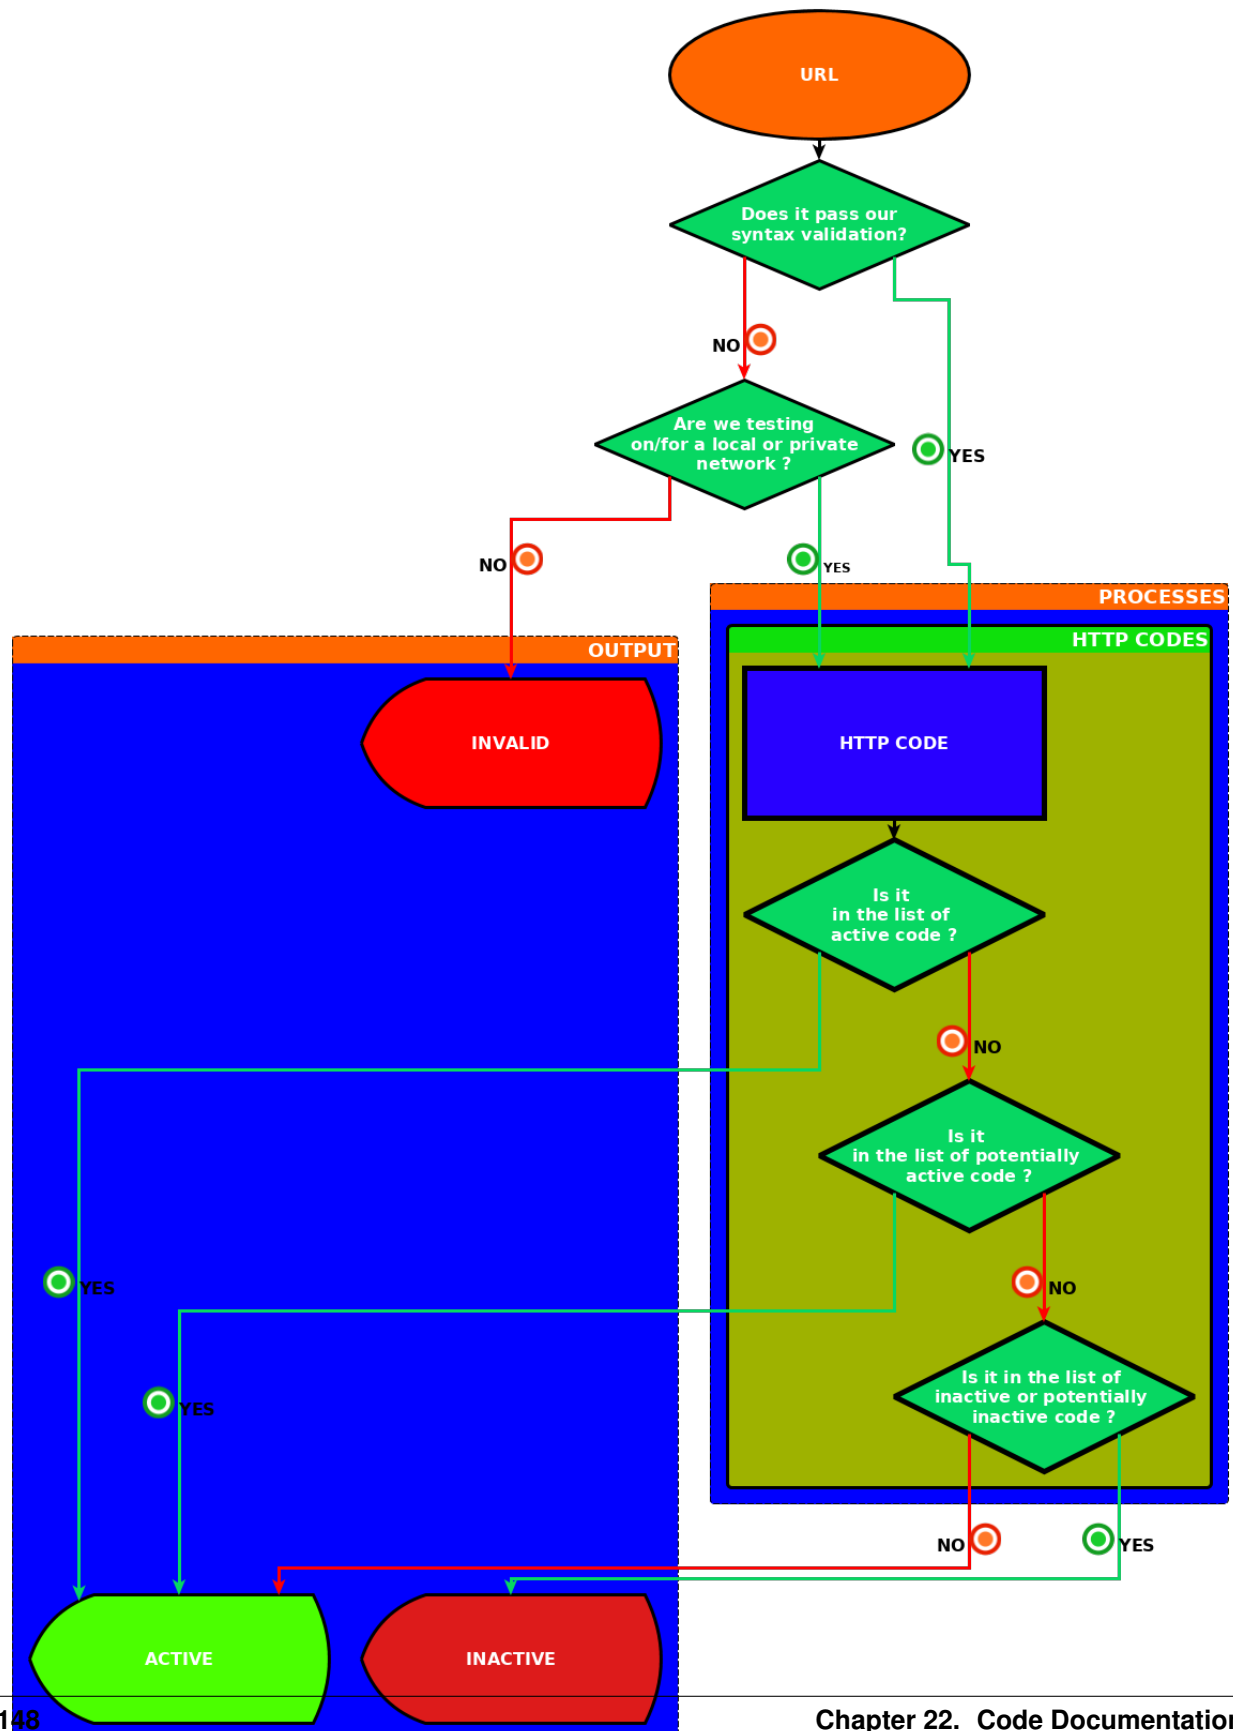 URL
Does it pass our
syntax validation?
NO
Are we testing
on/for a local or private
network ?
YES
NO
YES
PROCESSES
HTTP CODES
OUTPUT
INVALID
HTTP CODE
Is it
in the list of
active code ?
NO
Is it
in the list of potentially
active code ?
YES
NO
YES
Is it in the list of
inactive or potentially
inactive code ?
NO
YES
ACTIVE
INACTIVE
148
Chapter 22. Code Documentation